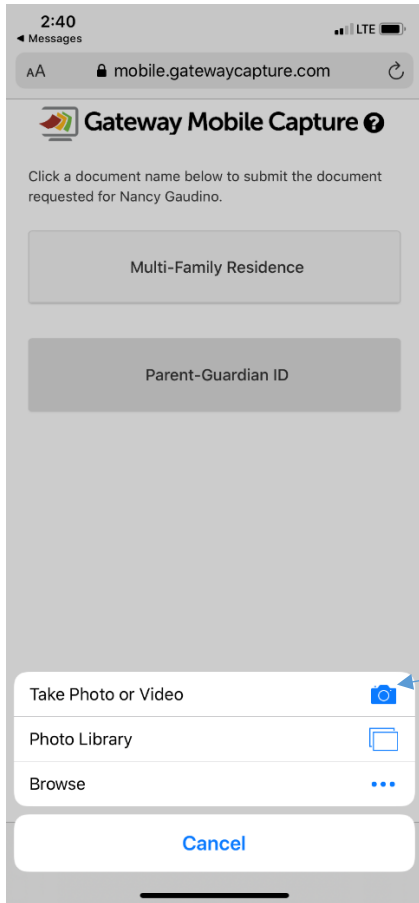 2:40
LTE
Messages
AA mobile.gatewaycapture.com
Gateway Mobile Capture ?
Click a document name below to submit the document
requested for Nancy Gaudino.
Multi-Family Residence
Parent-Guardian ID
Take Photo or Video
Photo Library
Browse
Cancel